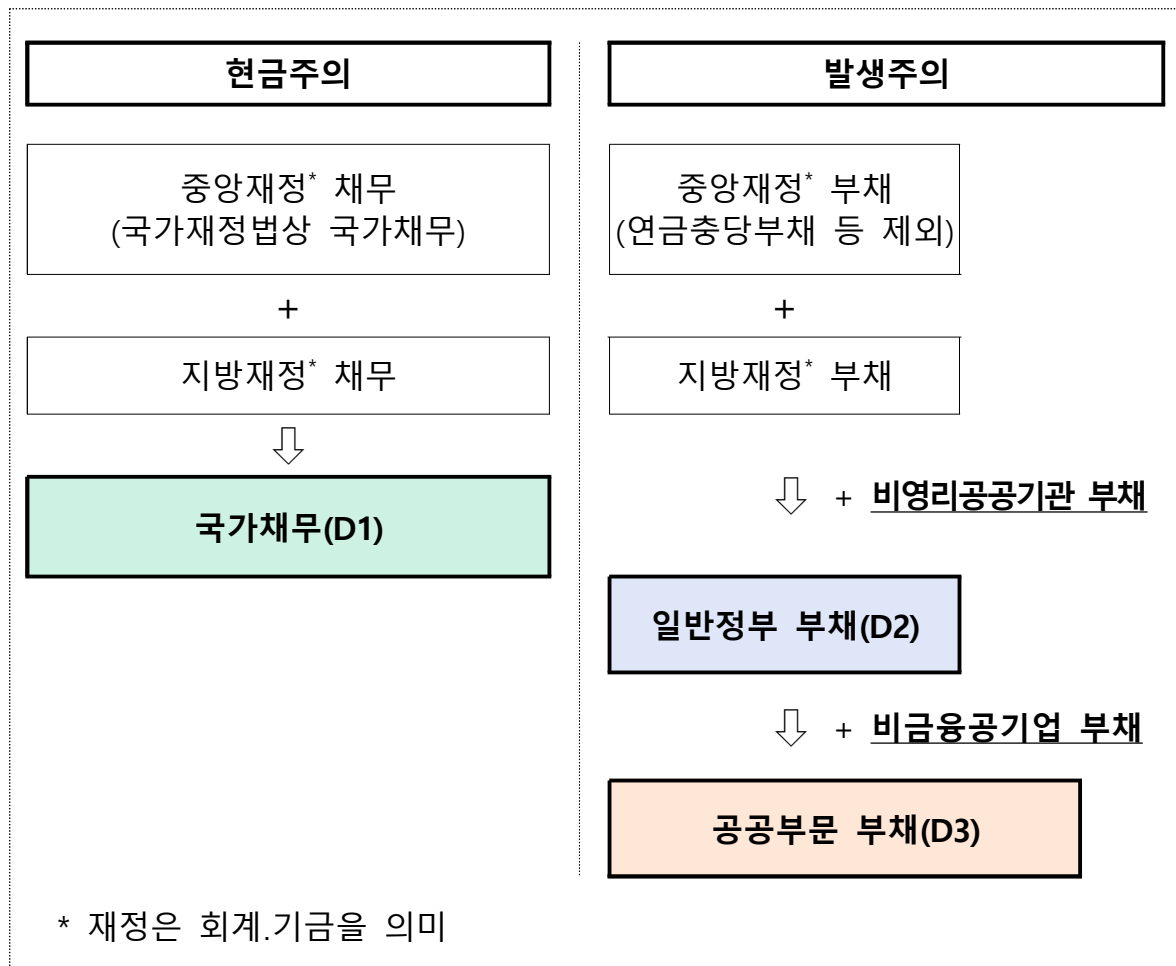 현금주의
중앙재정* 채무
(국가재정법상 국가채무)
+
지방재정* 채무
⇩
국가채무(D1)
발생주의
중앙재정* 부채
(연금충당부채 등 제외)
+
지방재정* 부채
⇩ + 비영리공공기관 부채
일반정부 부채(D2)
⇩ + 비금융공기업 부채
공공부문 부채(D3)
* 재정은 회계.기금을 의미